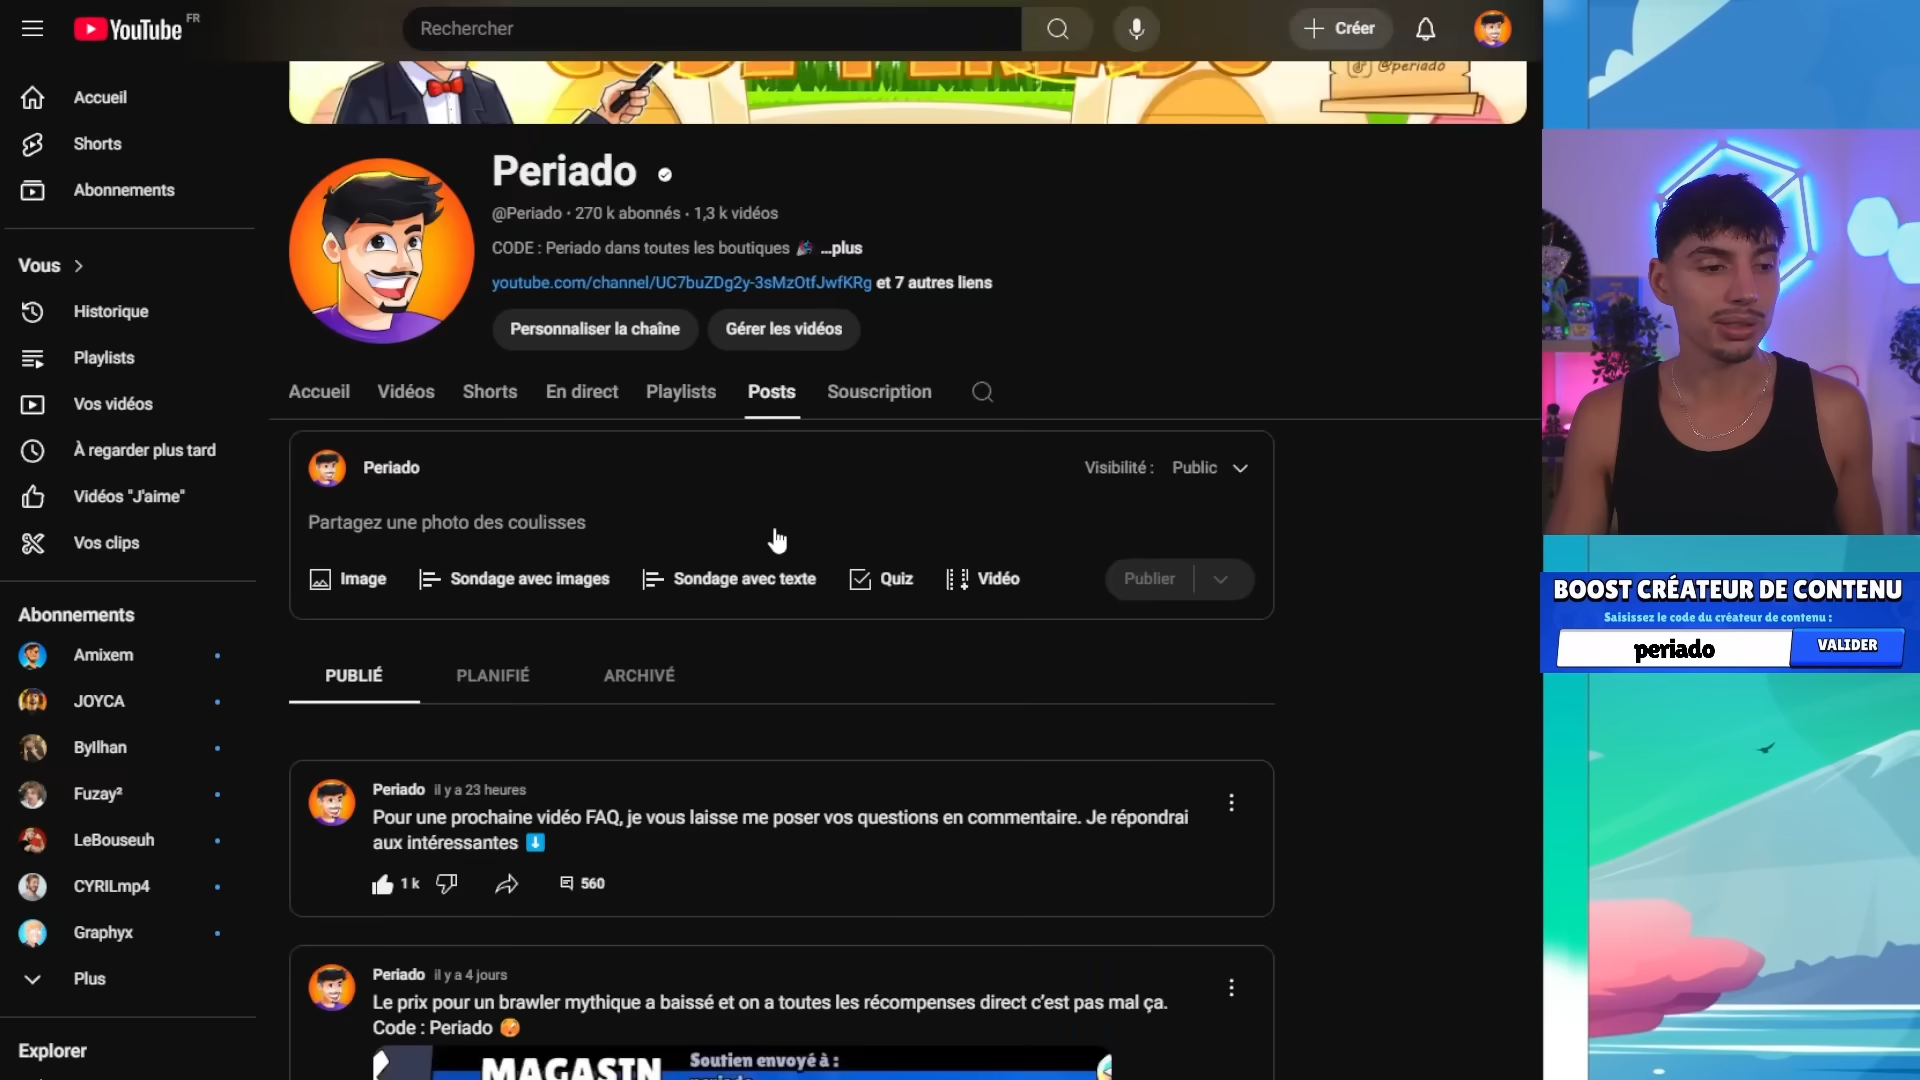 YouTube FR
Rechercher
Créer
Accueil
Shorts
Abonnements
Vous
Historique
Playlists
Vos vidéos
À regarder plus tard
Vidéos "J'aime"
Vos clips
Abonnements
Amixem
JOYCA
Byllhan
Fuzay²
LeBouseuh
CYRILmp4
Graphyx
Plus
Explorer
@periado
Periado
@Periado · 270 k abonnés · 1,3 k vidéos
CODE : Periado dans toutes les boutiques 🎉 ...plus
youtube.com/channel/UC7buZDg2y-3sMzOtfJwfKRg et 7 autres liens
Personnaliser la chaîne
Gérer les vidéos
Accueil Vidéos Shorts En direct Playlists Posts Souscription
Periado
Visibilité : Public
Partagez une photo des coulisses
Image Sondage avec images Sondage avec texte Quiz Vidéo Publier
PUBLIÉ PLANIFIÉ ARCHIVÉ
Periado il y a 23 heures
Pour une prochaine vidéo FAQ, je vous laisse me poser vos questions en commentaire. Je répondrai
aux intéressantes ⬇️
1 k 560
Periado il y a 4 jours
Le prix pour un brawler mythique a baissé et on a toutes les récompenses direct c'est pas mal ça.
Code : Periado 🥵
MAGASIN
Soutien envoyé à :
BOOST CRÉATEUR DE CONTENU
Saisissez le code du créateur de contenu :
periado
VALIDER